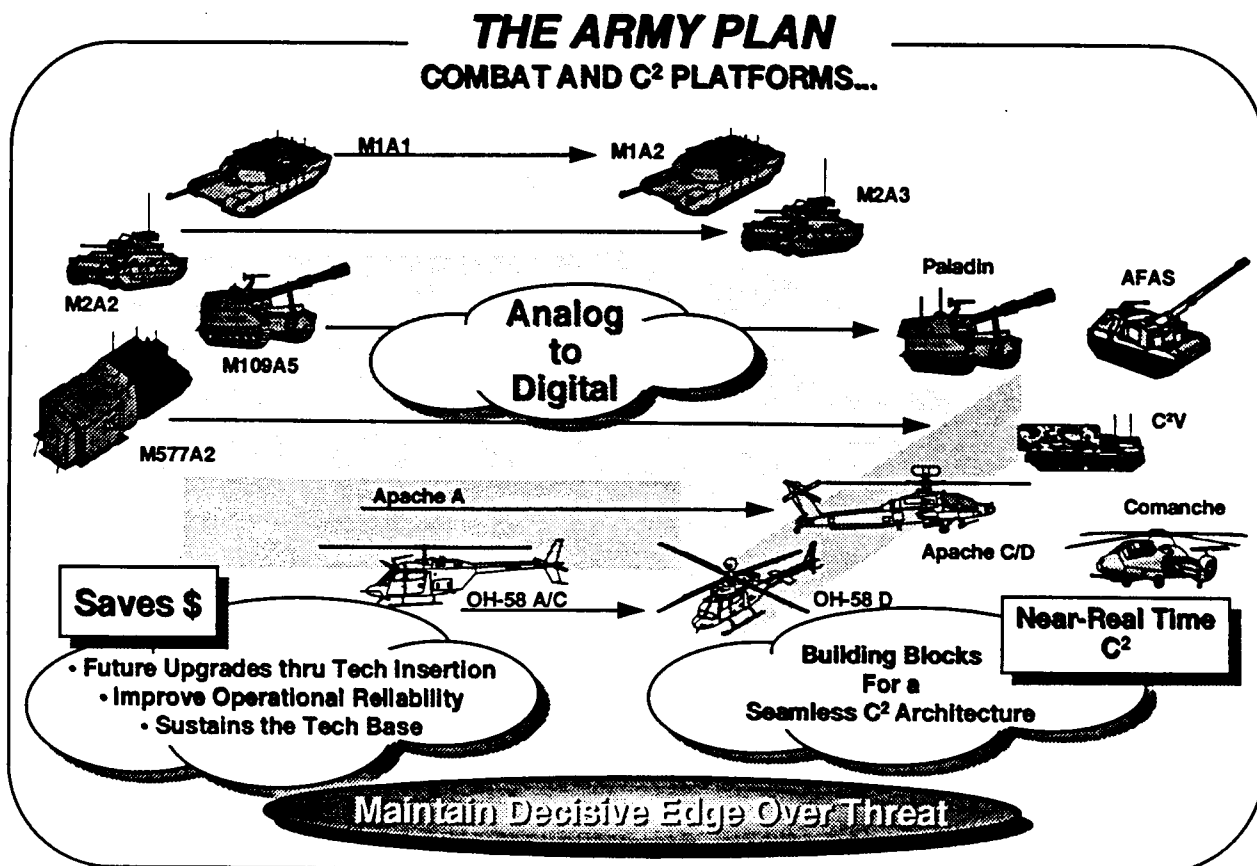 THE ARMY PLAN
COMBAT AND C² PLATFORMS...
M1A1
M1A2
M2A3
M2A2
Paladin
AFAS
Analog
to
Digital
M109A5
C²V
M577A2
Apache A
Comanche
Apache C/D
OH-58 A/C
OH-58 D
Saves $
• Future Upgrades thru Tech Insertion
• Improve Operational Reliability
• Sustains the Tech Base
Near-Real Time
C²
Building Blocks
For a
Seamless C² Architecture
Maintain Decisive Edge Over Threat